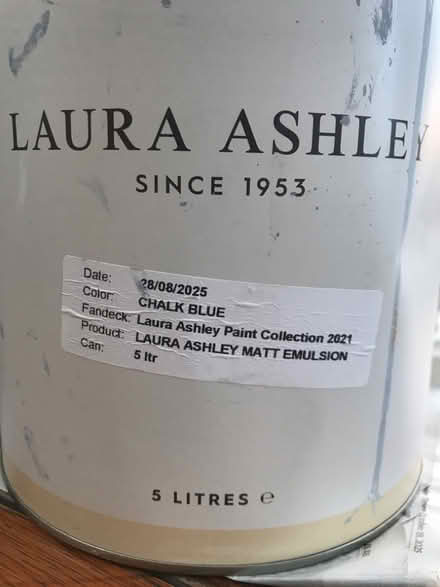 LAURA ASHLEY
SINCE 1953
Date: 28/08/2025
Color: CHALK BLUE
Fandeck: Laura Ashley Paint Collection 2021
Product: LAURA ASHLEY MATT EMULSION
Can: 5 ltr
5 LITRES ℮